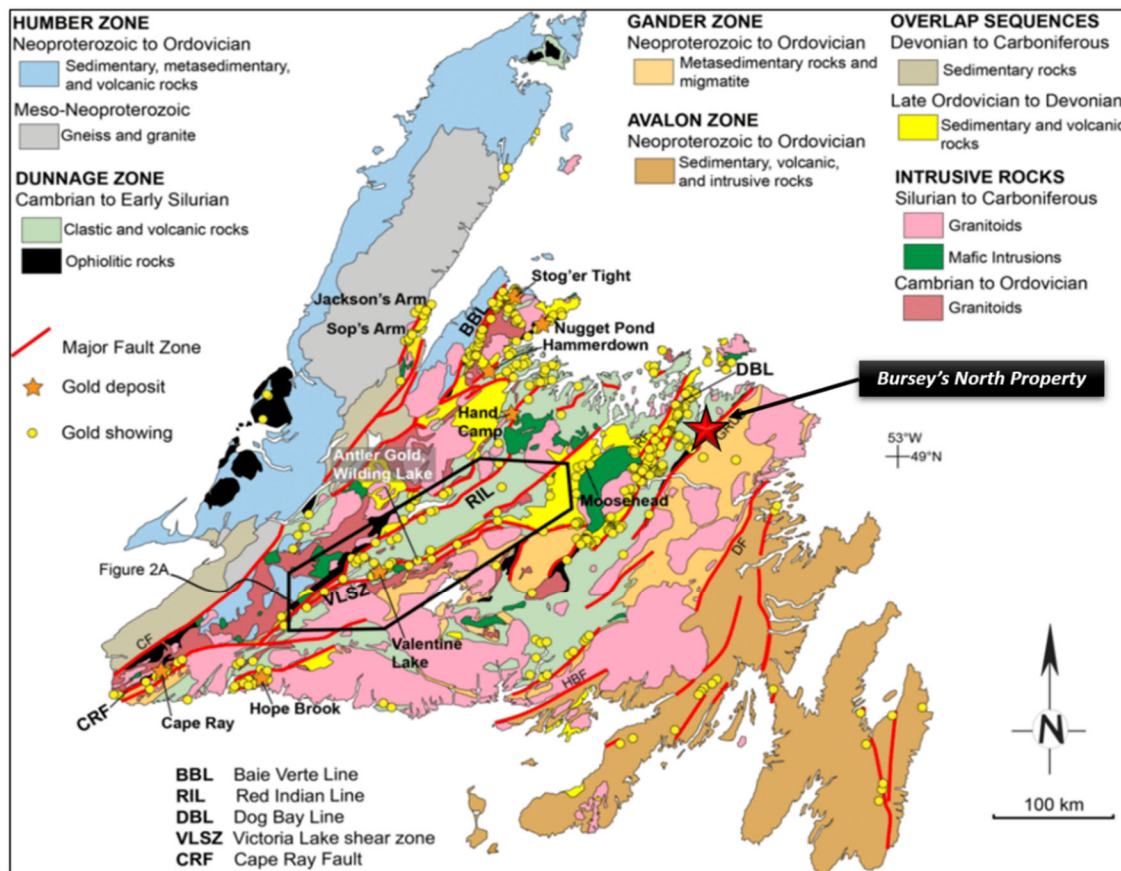 HUMBER ZONE
Neoproterozoic to Ordovician
Sedimentary, metasedimentary,
and volcanic rocks
Meso-Neoproterozoic
Gneiss and granite
DUNNAGE ZONE
Cambrian to Early Silurian
Clastic and volcanic rocks
Ophiolitic rocks
Major Fault Zone
Gold deposit
Gold showing
GANDER ZONE
Neoproterozoic to Ordovician
Metasedimentary rocks and
migmatite
AVALON ZONE
Neoproterozoic to Ordovician
Sedimentary, volcanic,
and intrusive rocks
OVERLAP SEQUENCES
Devonian to Carboniferous
Sedimentary rocks
Late Ordovician to Devonian
Sedimentary and volcanic
rocks
INTRUSIVE ROCKS
Silurian to Carboniferous
Granitoids
Mafic Intrusions
Cambrian to Ordovician
Granitoids
Stog'er Tight
Jackson's Arm
BBL
Sop's Arm
Nugget Pond
Hammerdown
DBL
Bursey's North Property
Hand
Camp
53°W
49°N
Antler Gold,
Wilding Lake
RIL
Moosehead
DF
Figure 2A
VLSZ
CF
Valentine
Lake
HBF
CRF
Cape Ray
Hope Brook
N
100 km
BBL Baie Verte Line
RIL Red Indian Line
DBL Dog Bay Line
VLSZ Victoria Lake shear zone
CRF Cape Ray Fault